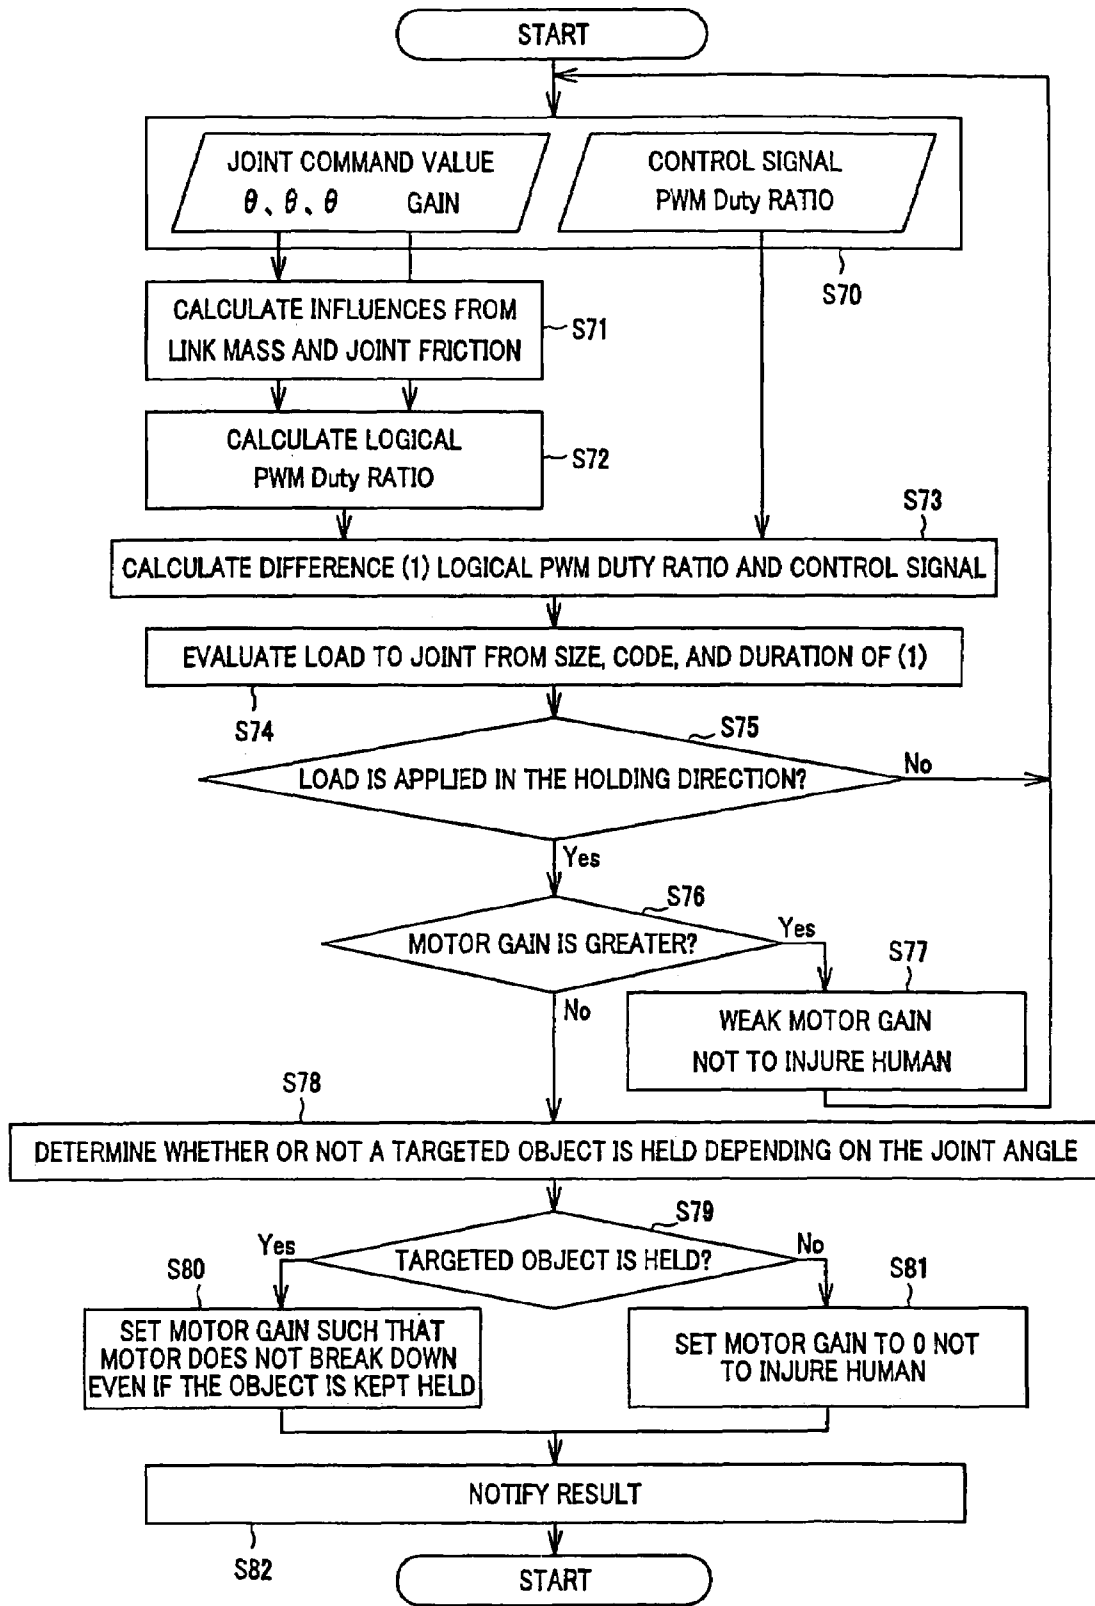 START
JOINT COMMAND VALUE
θ、θ、θ GAIN
CONTROL SIGNAL
PWM Duty RATIO
S70
CALCULATE INFLUENCES FROM
LINK MASS AND JOINT FRICTION
S71
CALCULATE LOGICAL
PWM Duty RATIO
S72
S73
CALCULATE DIFFERENCE (1) LOGICAL PWM DUTY RATIO AND CONTROL SIGNAL
EVALUATE LOAD TO JOINT FROM SIZE, CODE, AND DURATION OF (1)
S74
S75
LOAD IS APPLIED IN THE HOLDING DIRECTION?
No
Yes
S76
MOTOR GAIN IS GREATER?
Yes
No
S77
WEAK MOTOR GAIN
NOT TO INJURE HUMAN
S78
DETERMINE WHETHER OR NOT A TARGETED OBJECT IS HELD DEPENDING ON THE JOINT ANGLE
S79
TARGETED OBJECT IS HELD?
Yes
No
S80
SET MOTOR GAIN SUCH THAT
MOTOR DOES NOT BREAK DOWN
EVEN IF THE OBJECT IS KEPT HELD
S81
SET MOTOR GAIN TO 0 NOT
TO INJURE HUMAN
NOTIFY RESULT
S82
START